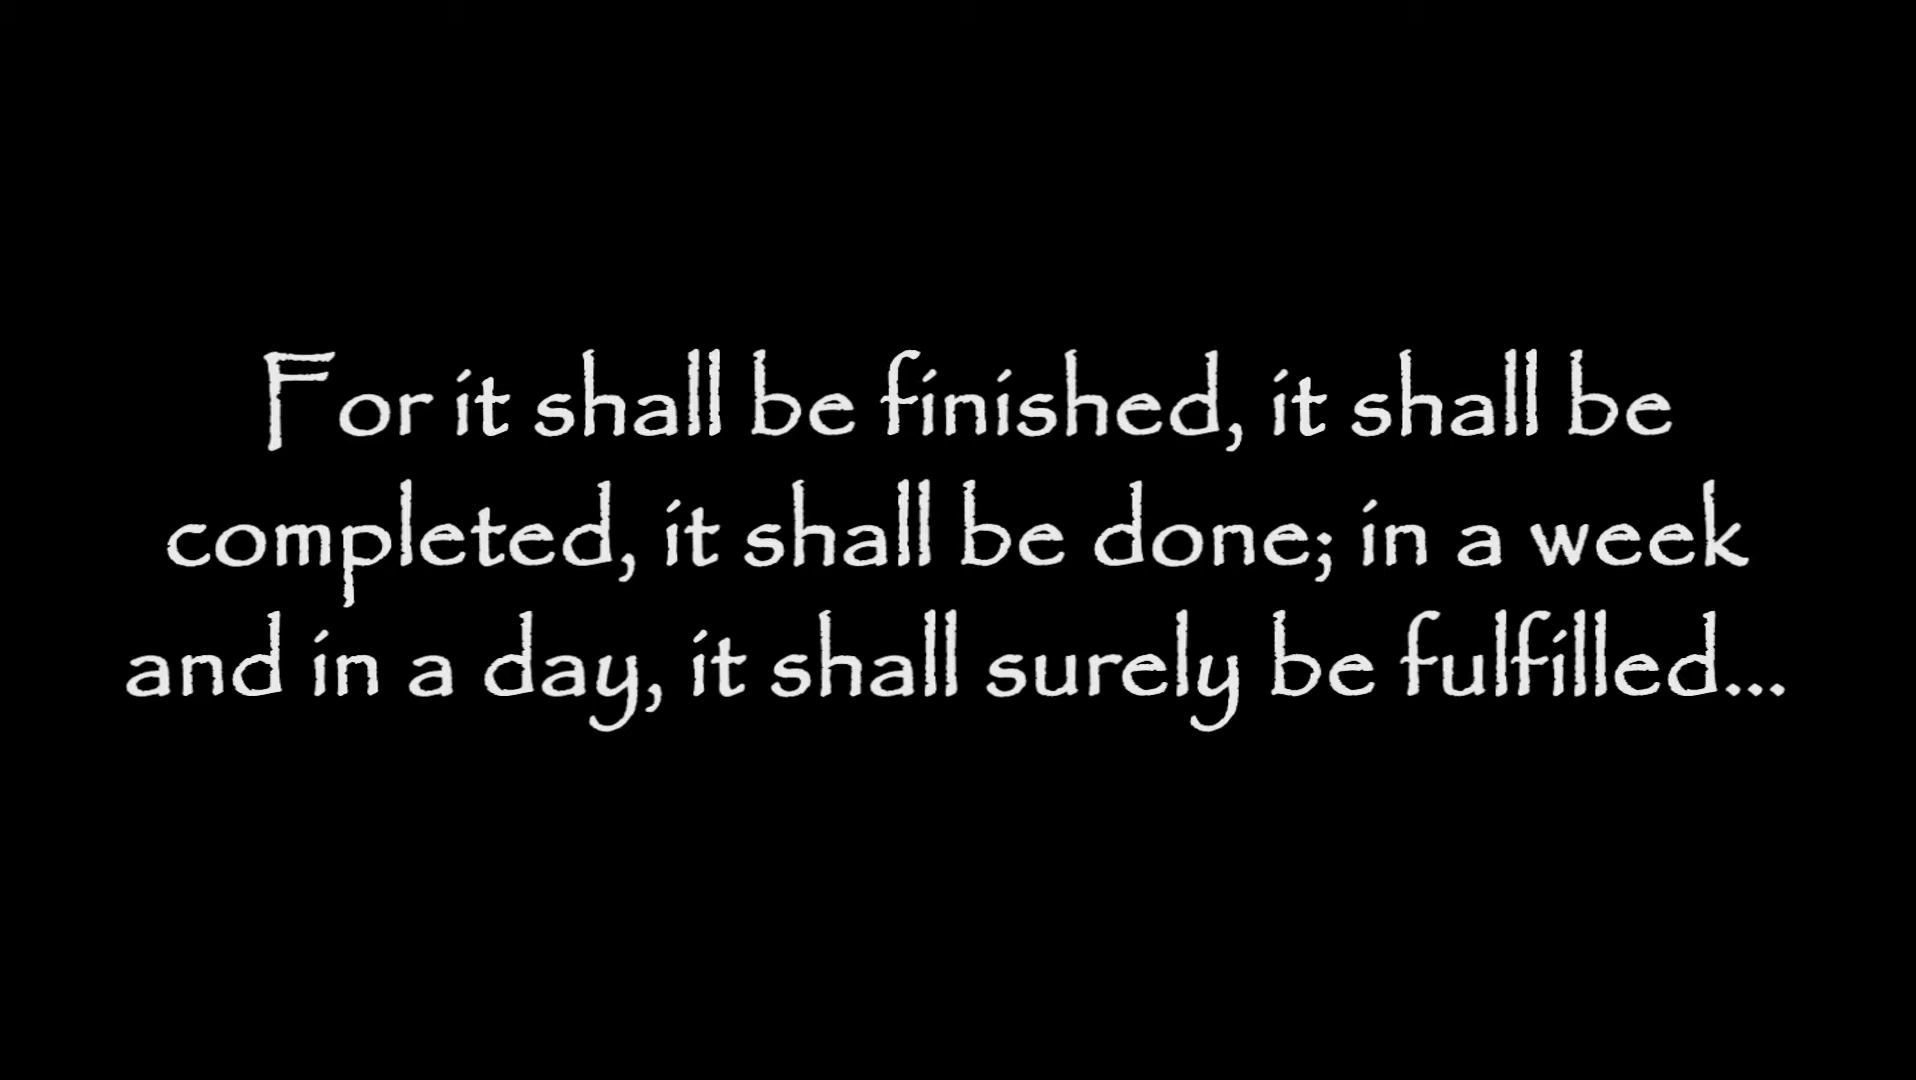 For it shall be finished, it shall be
completed, it shall be done; in a week
and in a day, it shall surely be fulfilled...